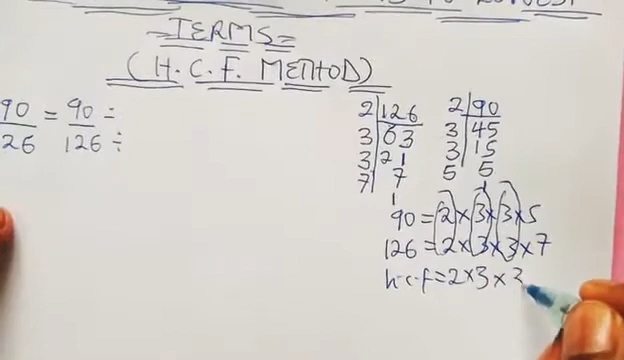 LOWEST
TERMS
(H.C.F. METHOD)
90/126 = 90 ÷/126 ÷
2|126
3|63
3|21
7|7
1
2|90
3|45
3|15
5|5
1
90 = 2×3×3×5
126 = 2×3×3×7
h.c.f = 2×3×3